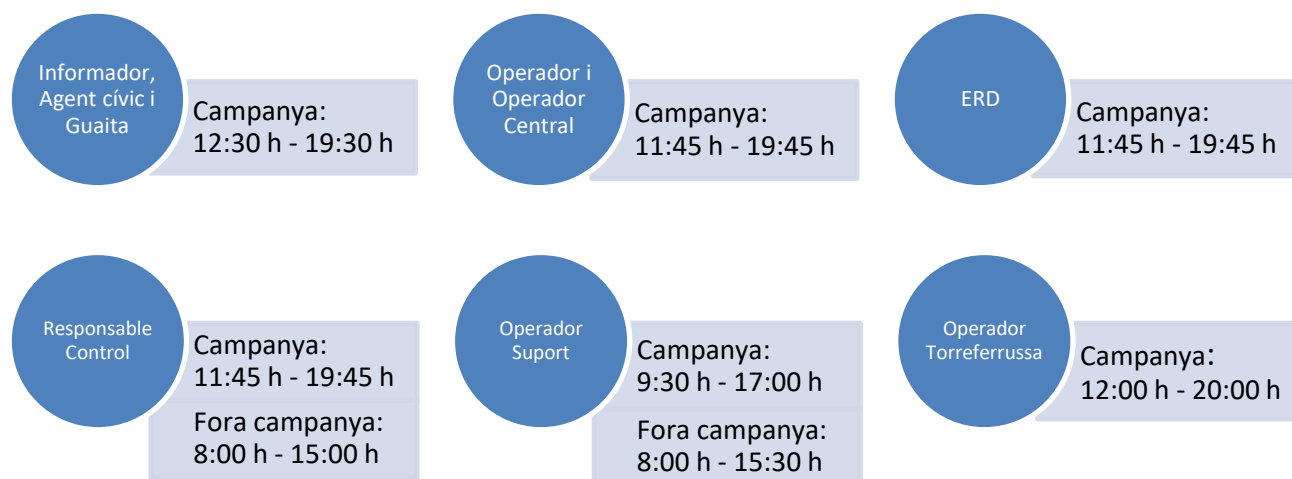 Informador,
Agent cívic i
Guaita
Campanya:
12:30 h - 19:30 h
Operador i
Operador
Central
Campanya:
11:45 h - 19:45 h
ERD
Campanya:
11:45 h - 19:45 h
Responsable
Control
Campanya:
11:45 h - 19:45 h
Fora campanya:
8:00 h - 15:00 h
Operador
Suport
Campanya:
9:30 h - 17:00 h
Fora campanya:
8:00 h - 15:30 h
Operador
Torreferrussa
Campanya:
12:00 h - 20:00 h